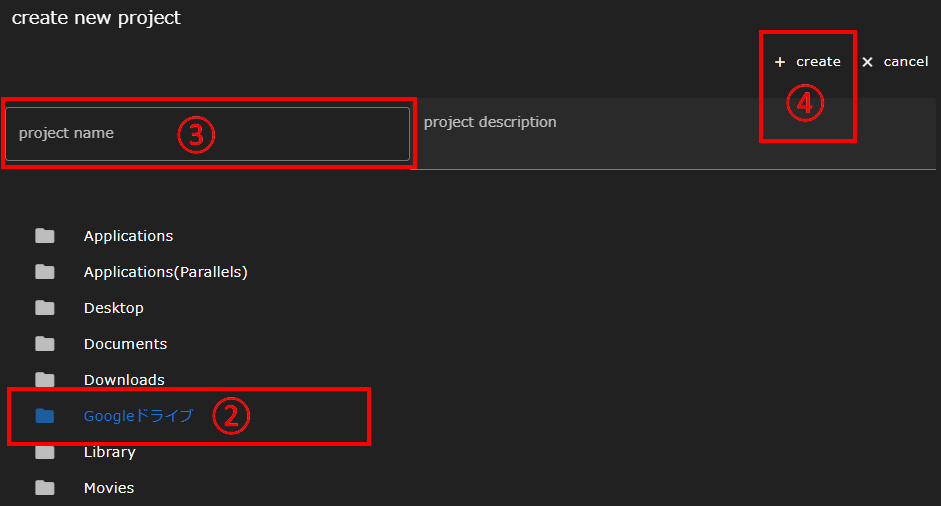 create new project
+ create × cancel
④
project name ③
project description
Applications
Applications(Parallels)
Desktop
Documents
Downloads
Googleドライブ ②
Library
Movies